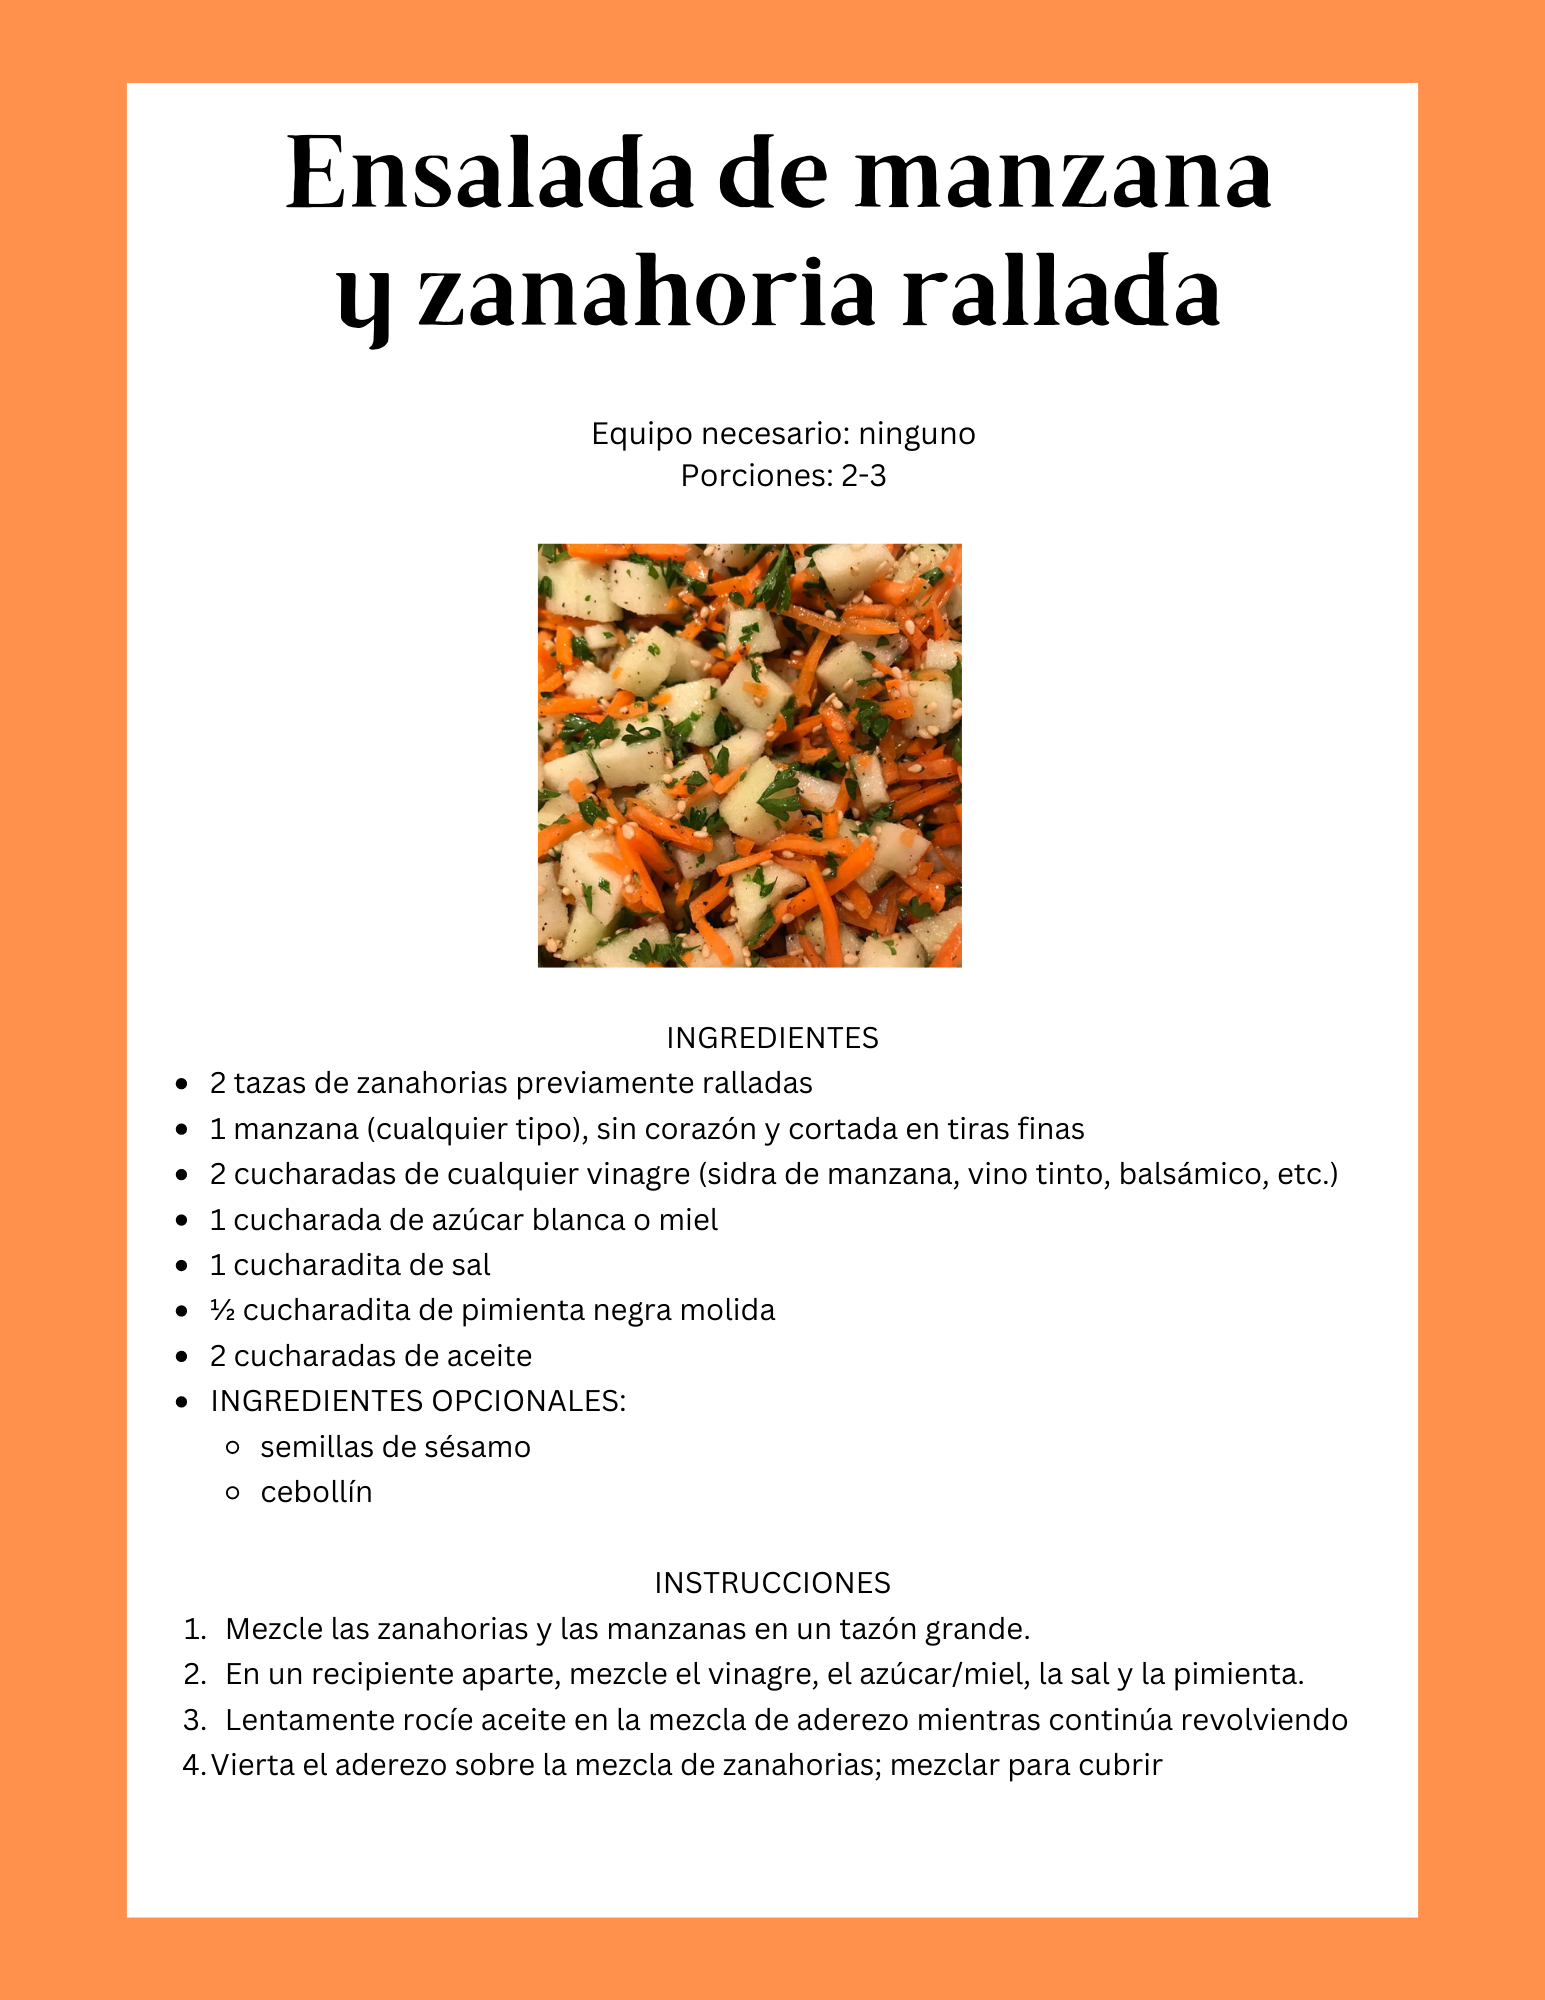 Ensalada de manzana
y zanahoria rallada
Equipo necesario: ninguno
Porciones: 2-3
INGREDIENTES
• 2 tazas de zanahorias previamente ralladas
• 1 manzana (cualquier tipo), sin corazón y cortada en tiras finas
• 2 cucharadas de cualquier vinagre (sidra de manzana, vino tinto, balsámico, etc.)
• 1 cucharada de azúcar blanca o miel
• 1 cucharadita de sal
• ½ cucharadita de pimienta negra molida
• 2 cucharadas de aceite
• INGREDIENTES OPCIONALES:
◦ semillas de sésamo
◦ cebollín
INSTRUCCIONES
1. Mezcle las zanahorias y las manzanas en un tazón grande.
2. En un recipiente aparte, mezcle el vinagre, el azúcar/miel, la sal y la pimienta.
3. Lentamente rocíe aceite en la mezcla de aderezo mientras continúa revolviendo
4. Vierta el aderezo sobre la mezcla de zanahorias; mezclar para cubrir